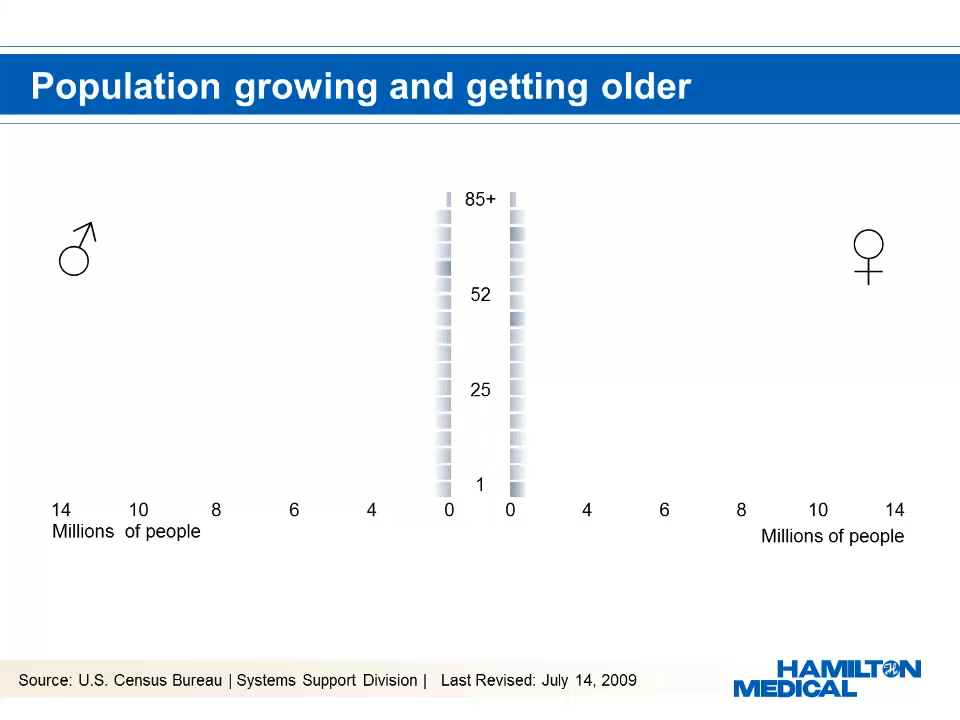 Population growing and getting older
85+
52
25
1
14 10 8 6 4 0 0 4 6 8 10 14
Millions of people
Millions of people
Source: U.S. Census Bureau | Systems Support Division | Last Revised: July 14, 2009
HAMILTON
MEDICAL